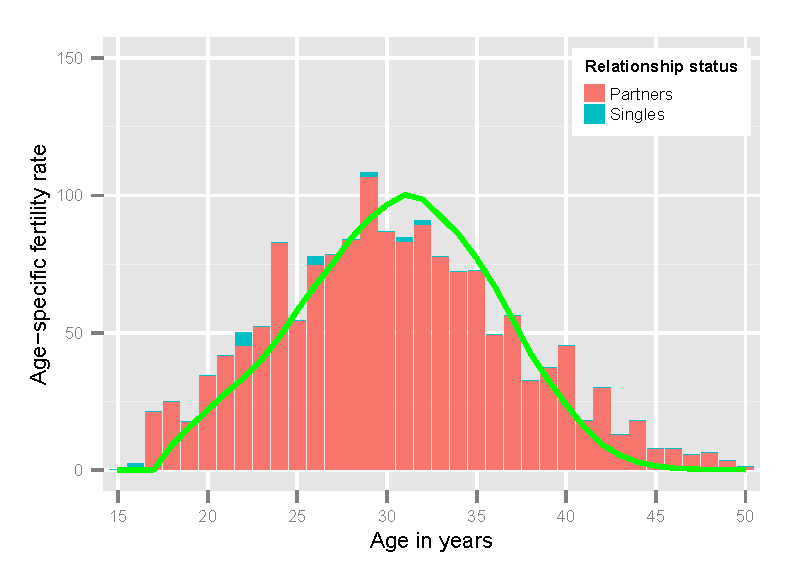 150
100
50
0
Age−specific fertility rate
Relationship status
Partners
Singles
15 20 25 30 35 40 45 50
Age in years